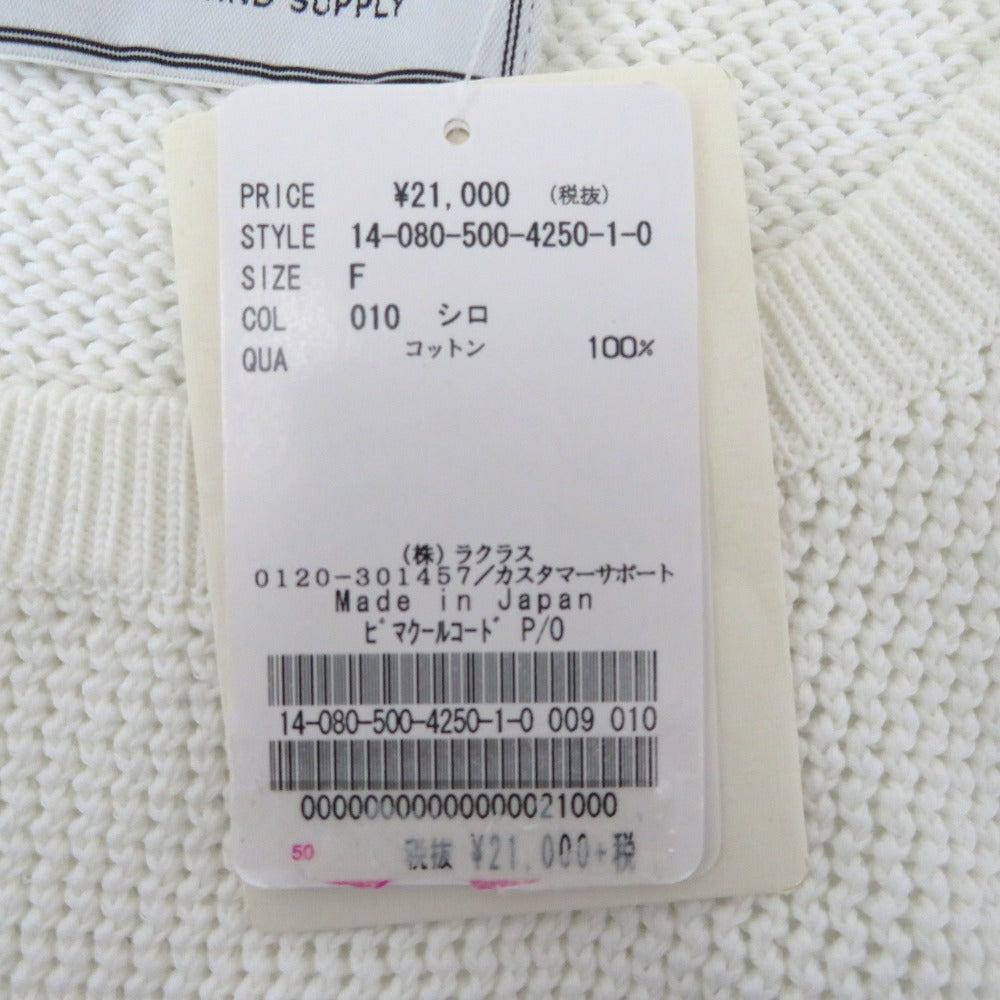 AND SUPPLY
PRICE ¥21,000 (税抜)
STYLE 14-080-500-4250-1-0
SIZE F
COL 010 シロ
QUA コットン 100%
(株)ラクラス
0120-301457/カスタマーサポート
Made in Japan
ピマクールコード P/O
14-080-500-4250-1-0 009 010
00000000000000021000
50 税抜 ¥21,000+税